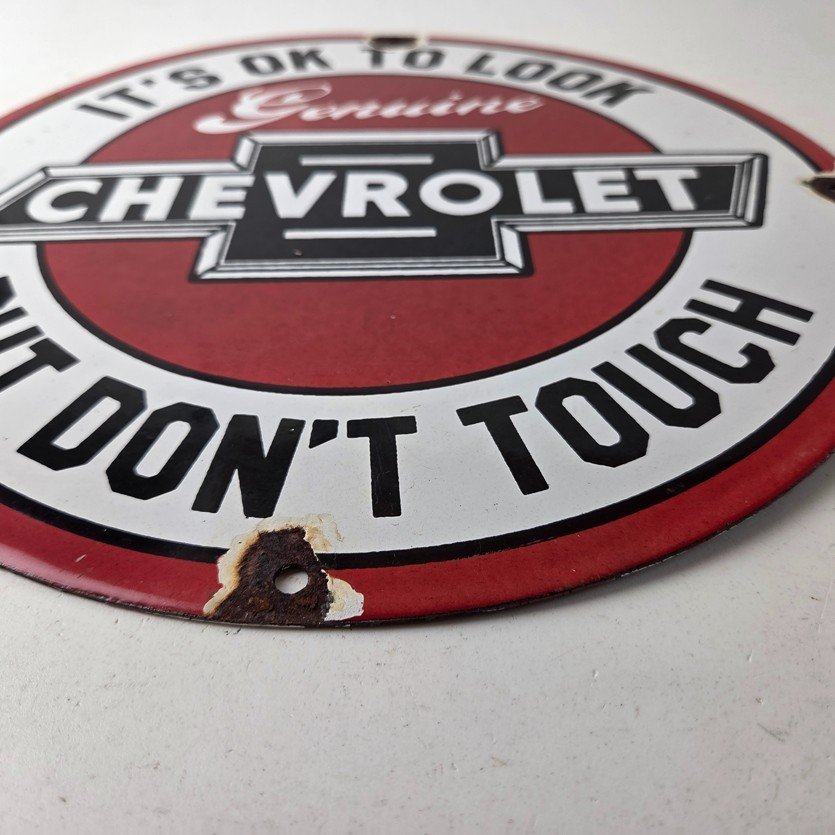 IT'S OK TO LOOK
Genuine
CHEVROLET
DON'T TOUCH